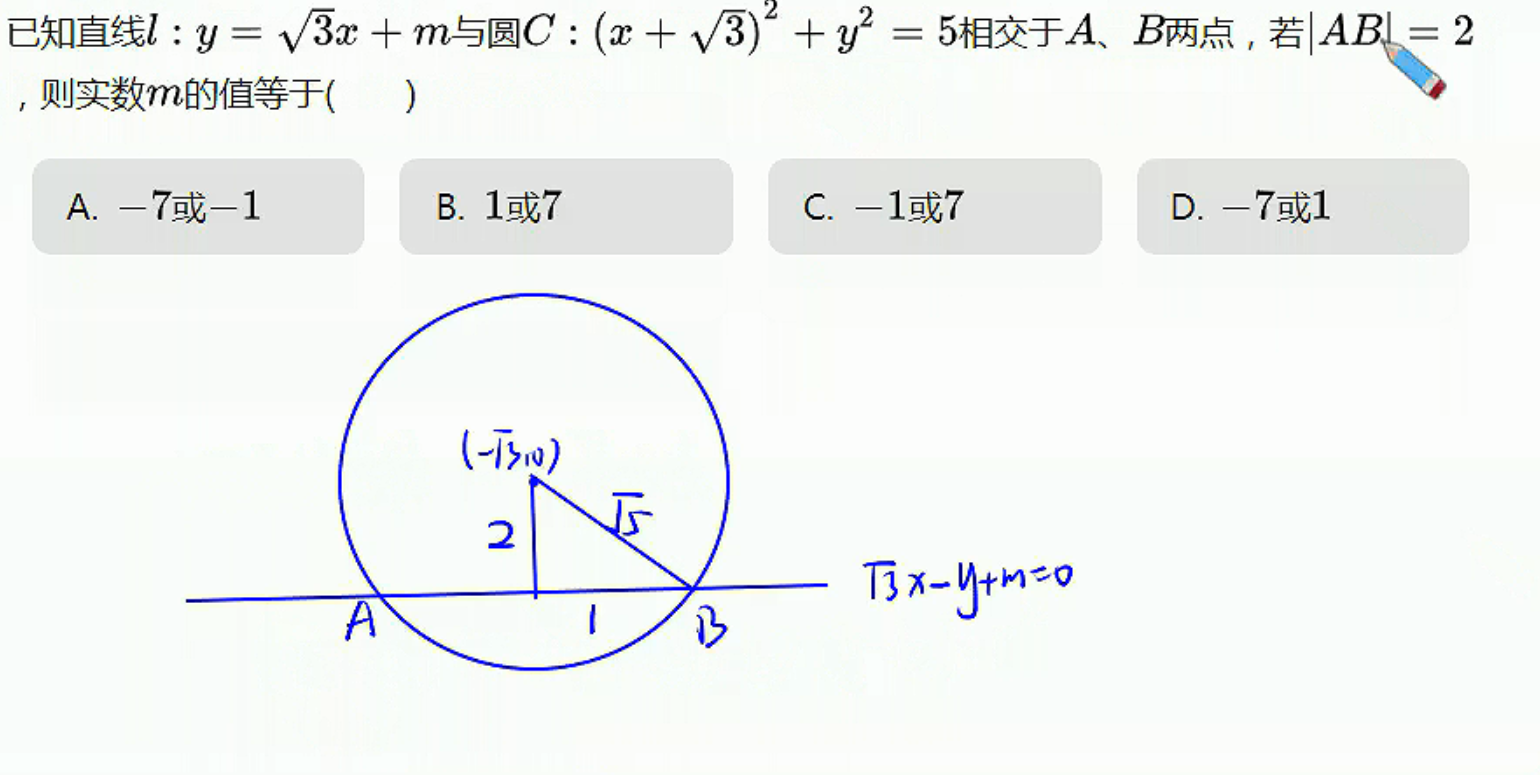 已知直线l : y = √3x + m与圆C : (x + √3)² + y² = 5相交于A、B两点，若|AB| = 2
，则实数m的值等于(　　)
A. −7或−1
B. 1或7
C. −1或7
D. −7或1
(-√3,0)
2
√5
√3x-y+m=0
A
1
B